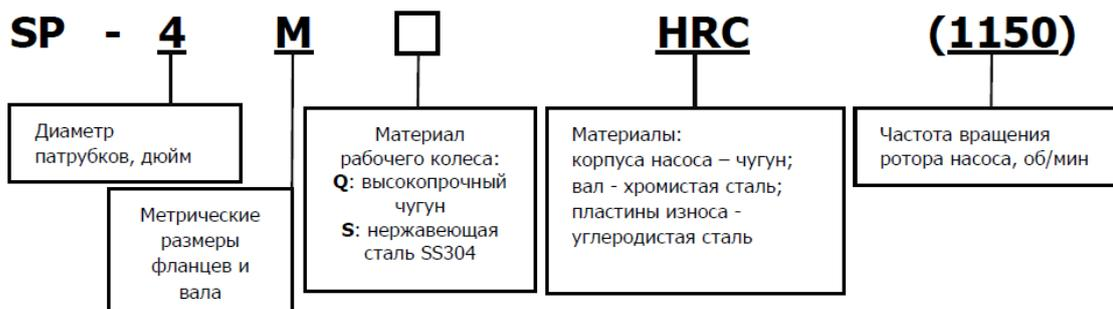 SP - 4 M □ HRC (1150)
Диаметр
патрубков, дюйм
Метрические
размеры
фланцев и
вала
Материал
рабочего колеса:
Q: высокопрочный
чугун
S: нержавеющая
сталь SS304
Материалы:
корпуса насоса – чугун;
вал - хромистая сталь;
пластины износа -
углеродистая сталь
Частота вращения
ротора насоса, об/мин